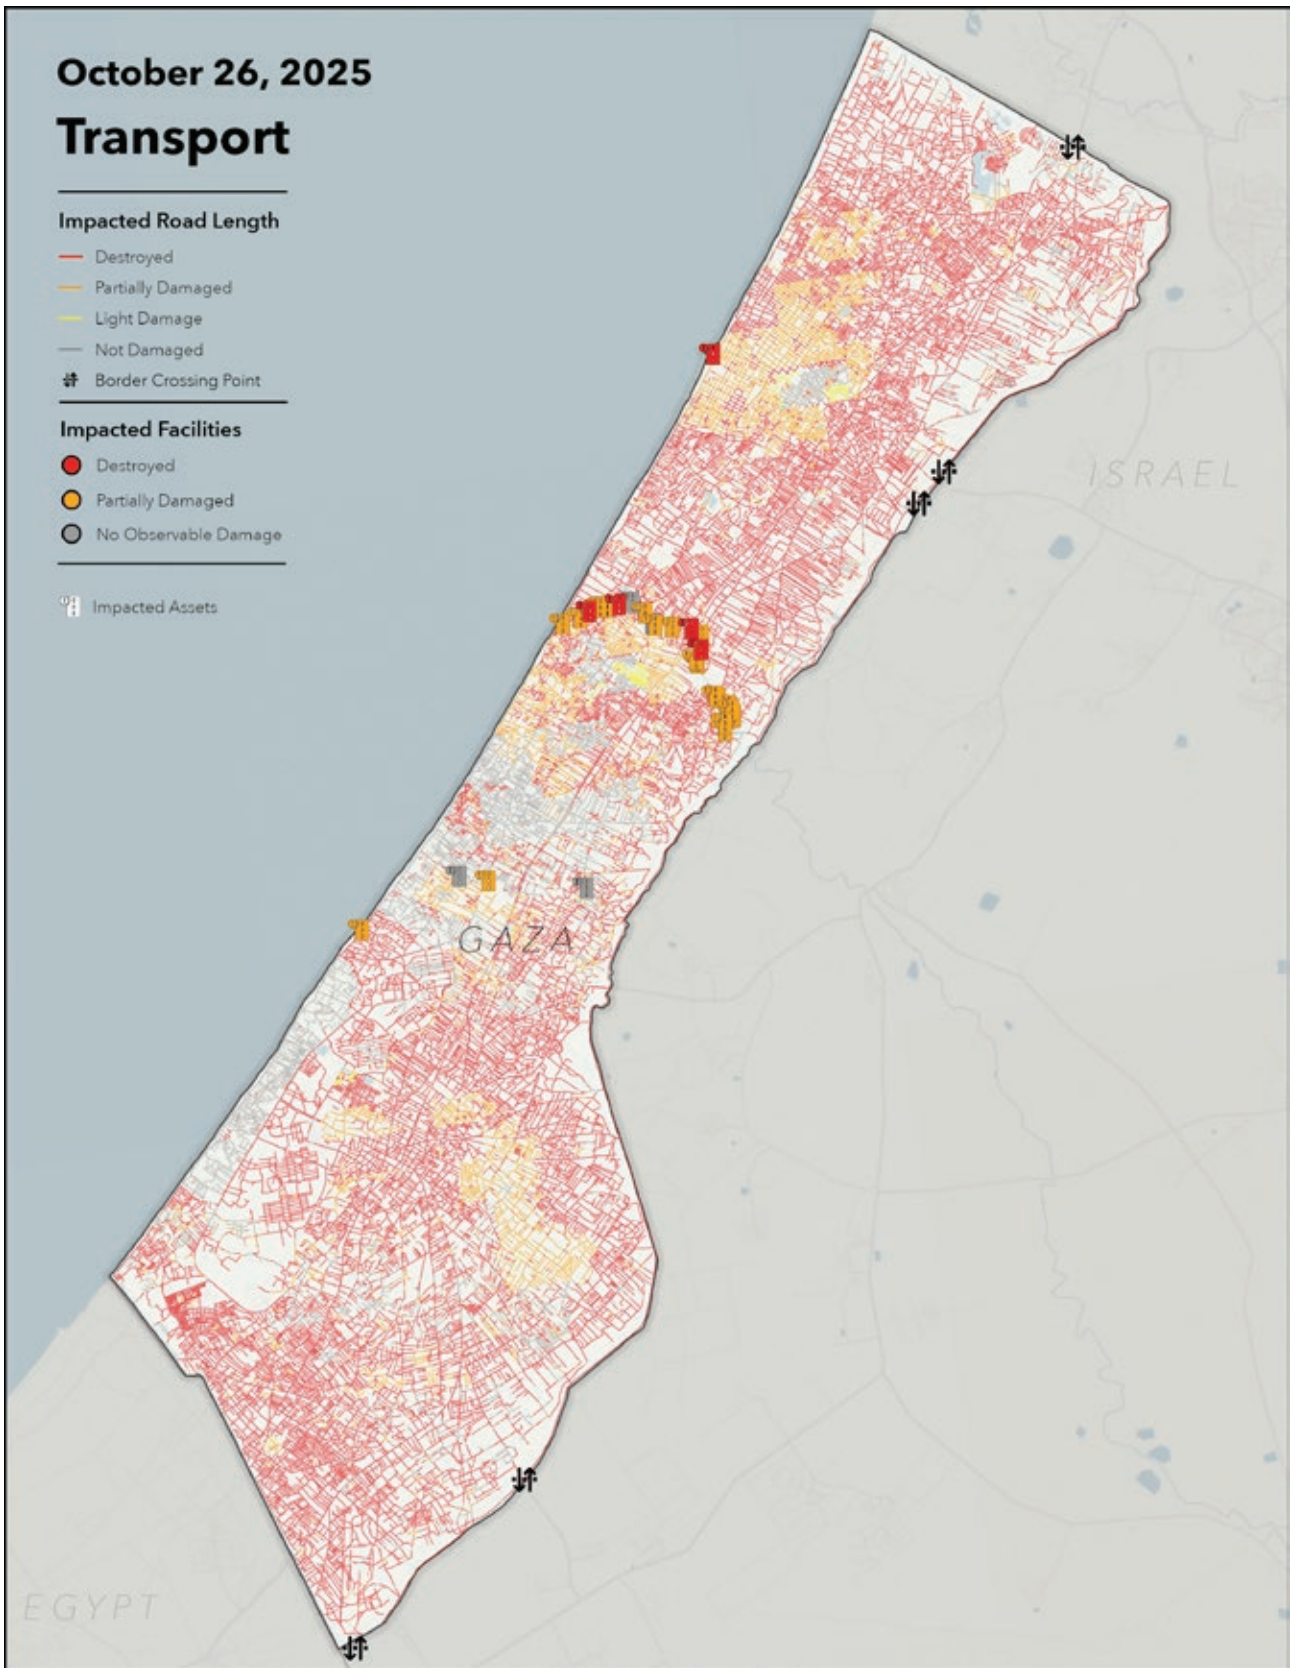 October 26, 2025
Transport
Impacted Road Length
Destroyed
Partially Damaged
Light Damage
Not Damaged
Border Crossing Point
Impacted Facilities
Destroyed
Partially Damaged
No Observable Damage
Impacted Assets
ISRAEL
GAZA
EGYPT